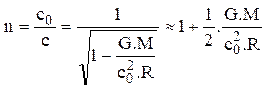 n = c₀/c = 1/√(1 − G.M/(c₀².R)) ≈ 1 + 1/2 . G.M/(c₀².R)